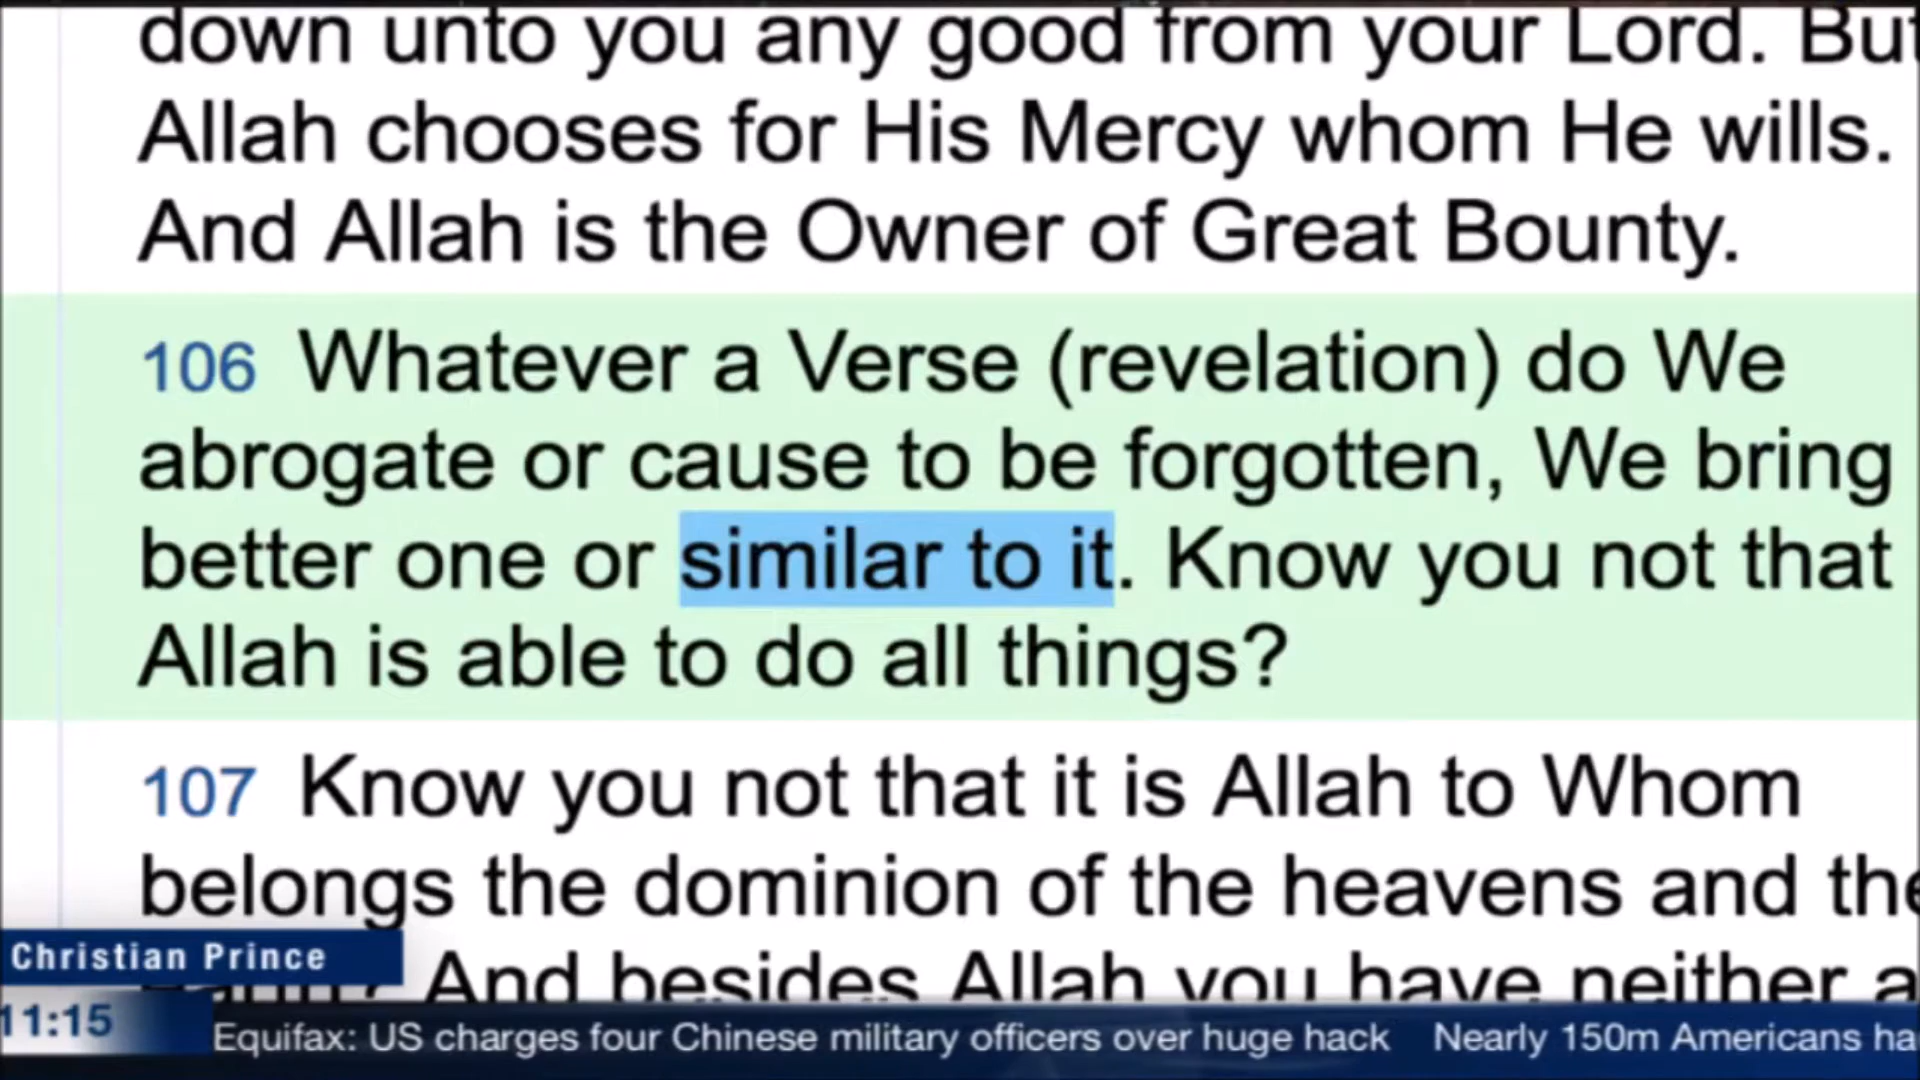 down unto you any good from your Lord. But
Allah chooses for His Mercy whom He wills.
And Allah is the Owner of Great Bounty.
106 Whatever a Verse (revelation) do We
abrogate or cause to be forgotten, We bring
better one or similar to it. Know you not that
Allah is able to do all things?
107 Know you not that it is Allah to Whom
belongs the dominion of the heavens and the
And besides Allah you have neither a
Christian Prince
11:15
Equifax: US charges four Chinese military officers over huge hack Nearly 150m Americans ha